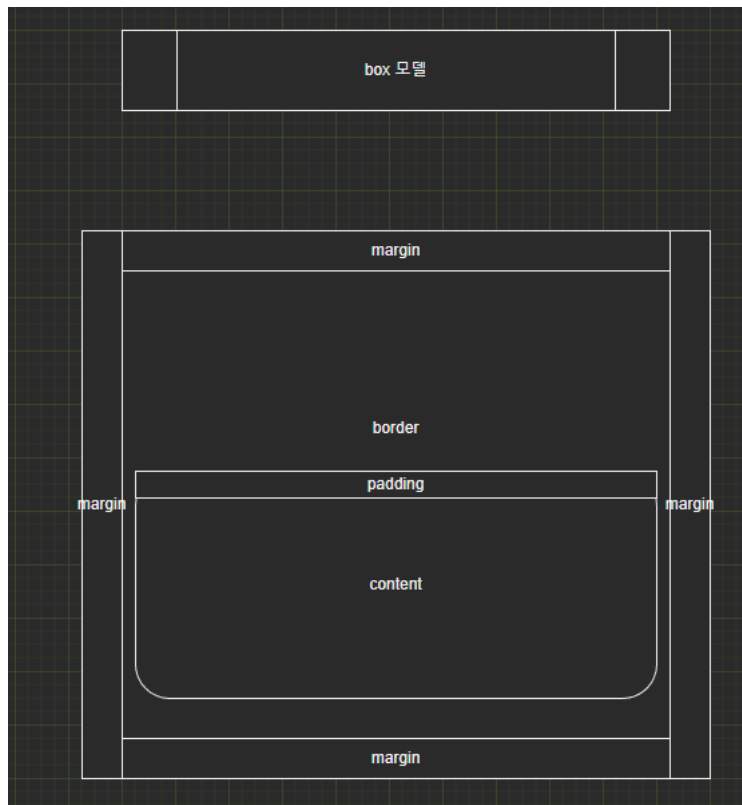 box 모델
margin
border
padding
margin
margin
content
margin